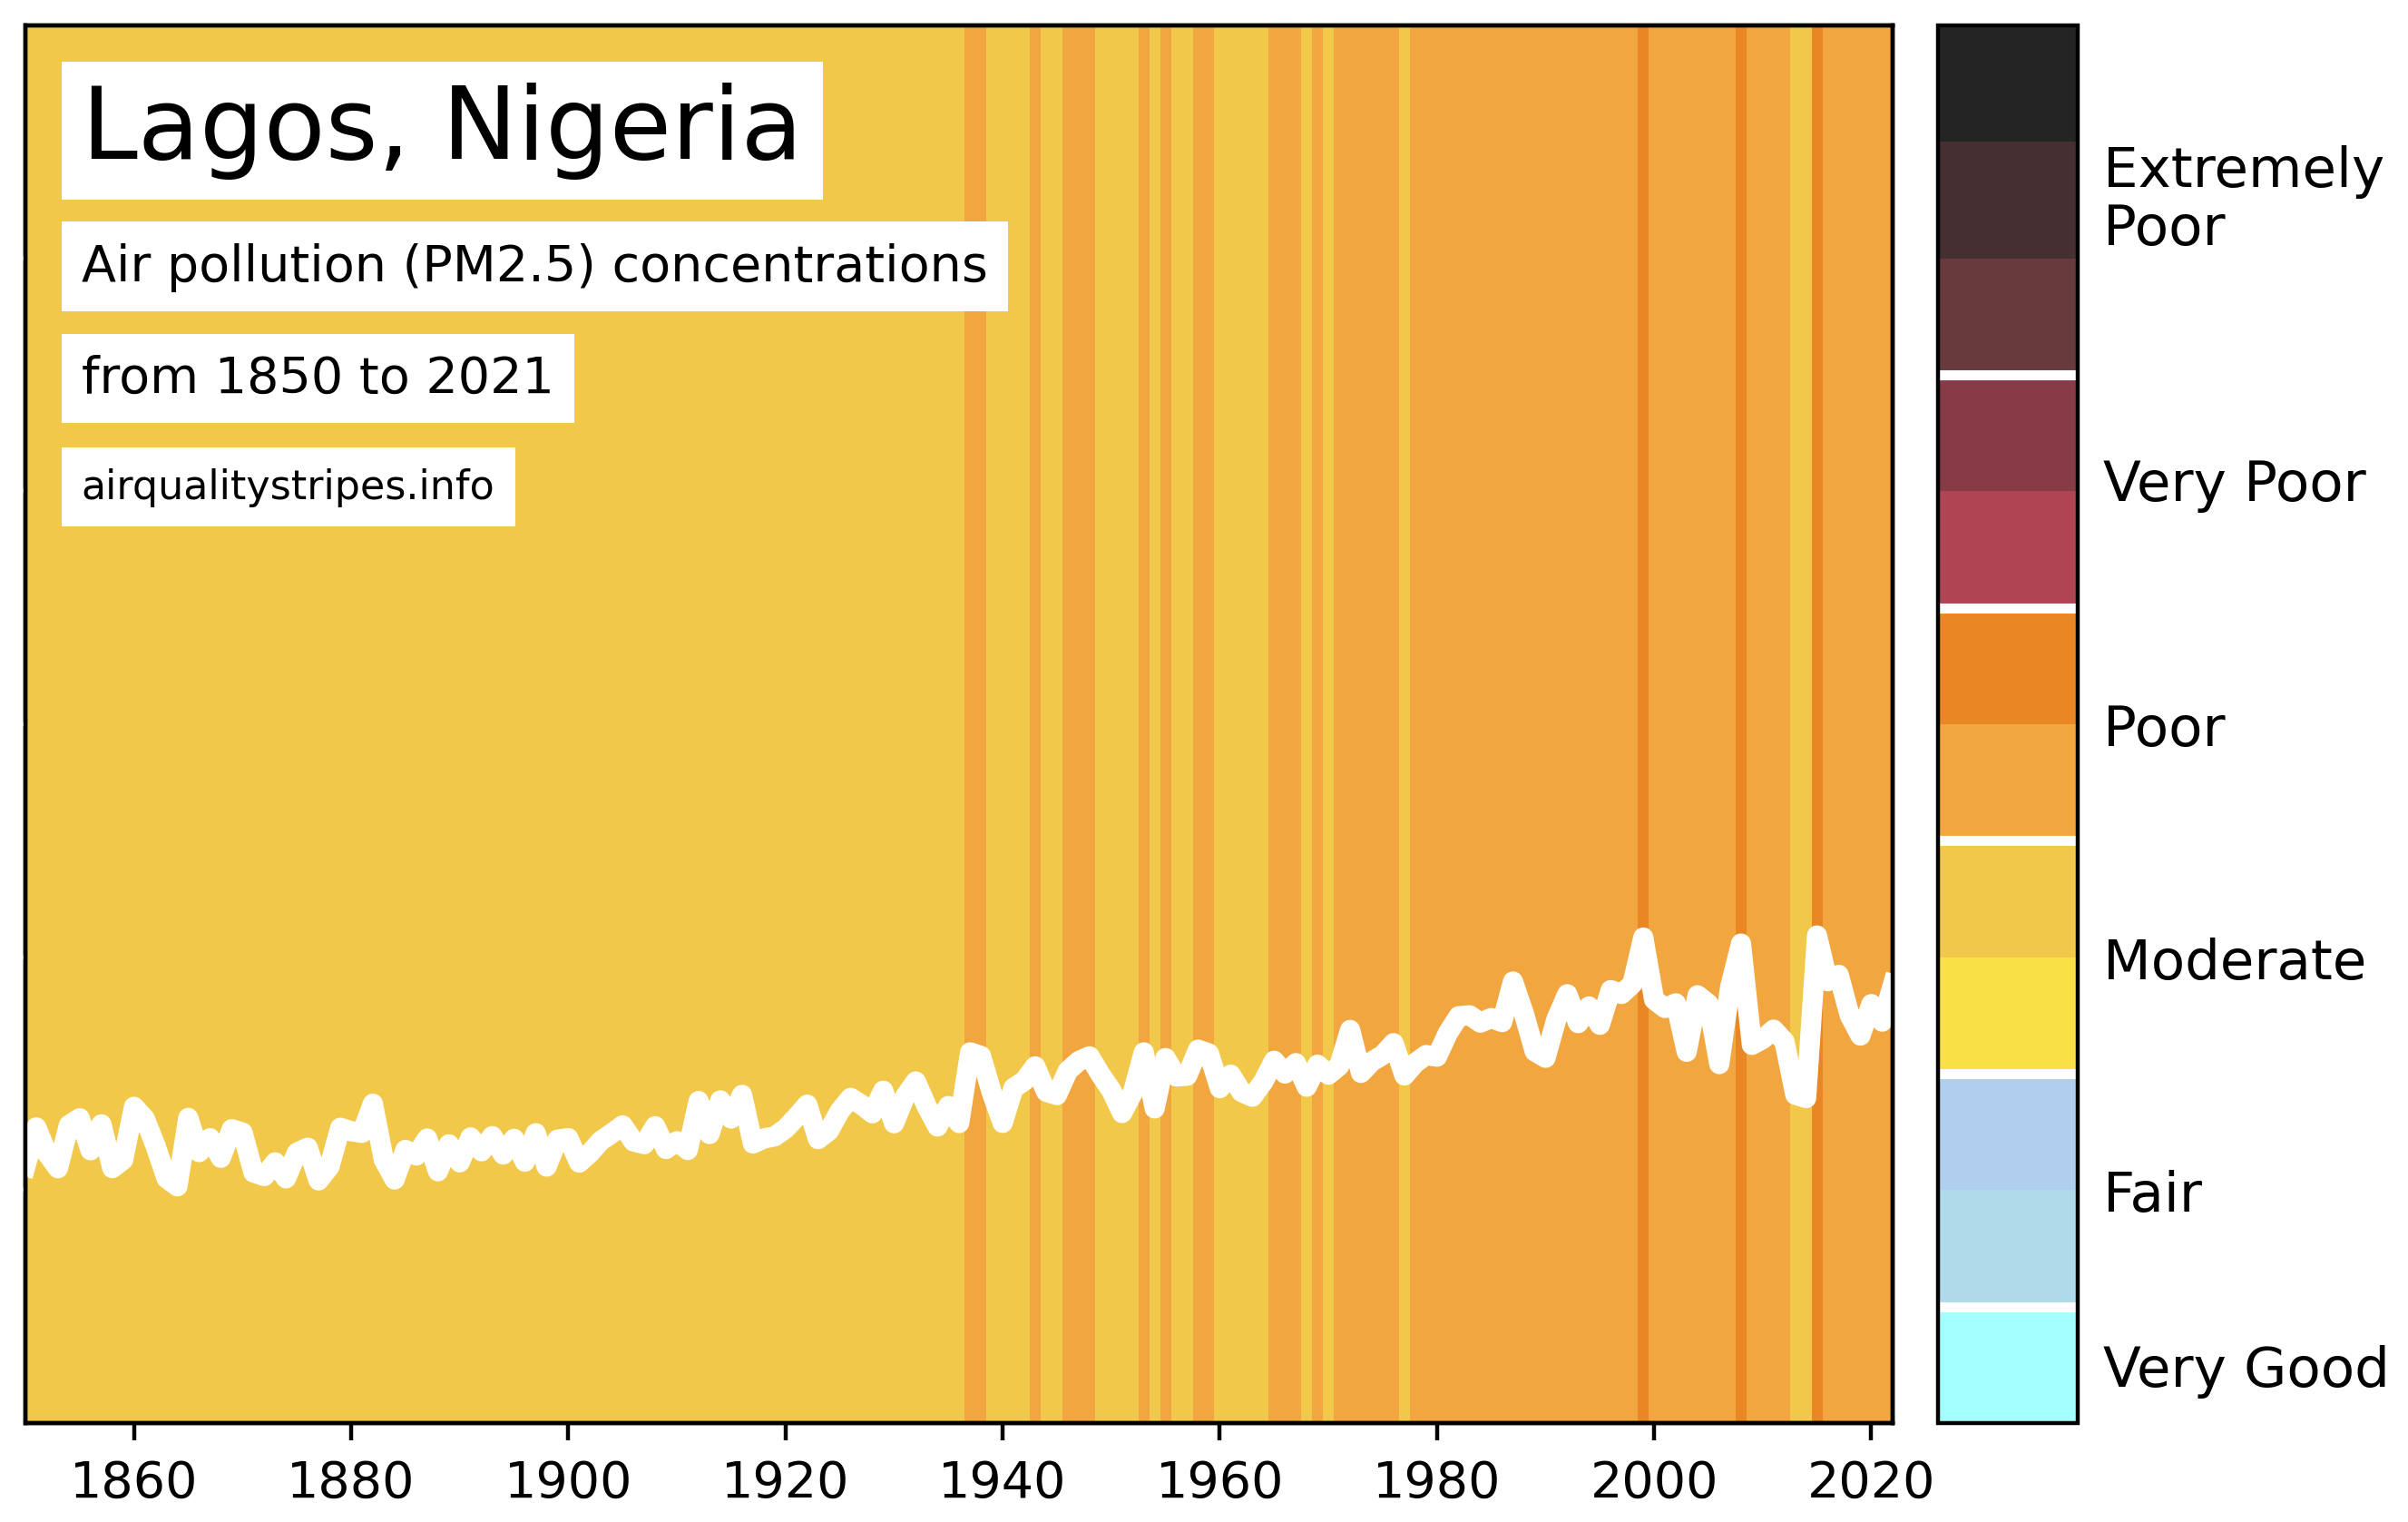 Lagos, Nigeria
Air pollution (PM2.5) concentrations
from 1850 to 2021
airqualitystripes.info
Extremely
Poor
Very Poor
Poor
Moderate
Fair
Very Good
1860 1880 1900 1920 1940 1960 1980 2000 2020